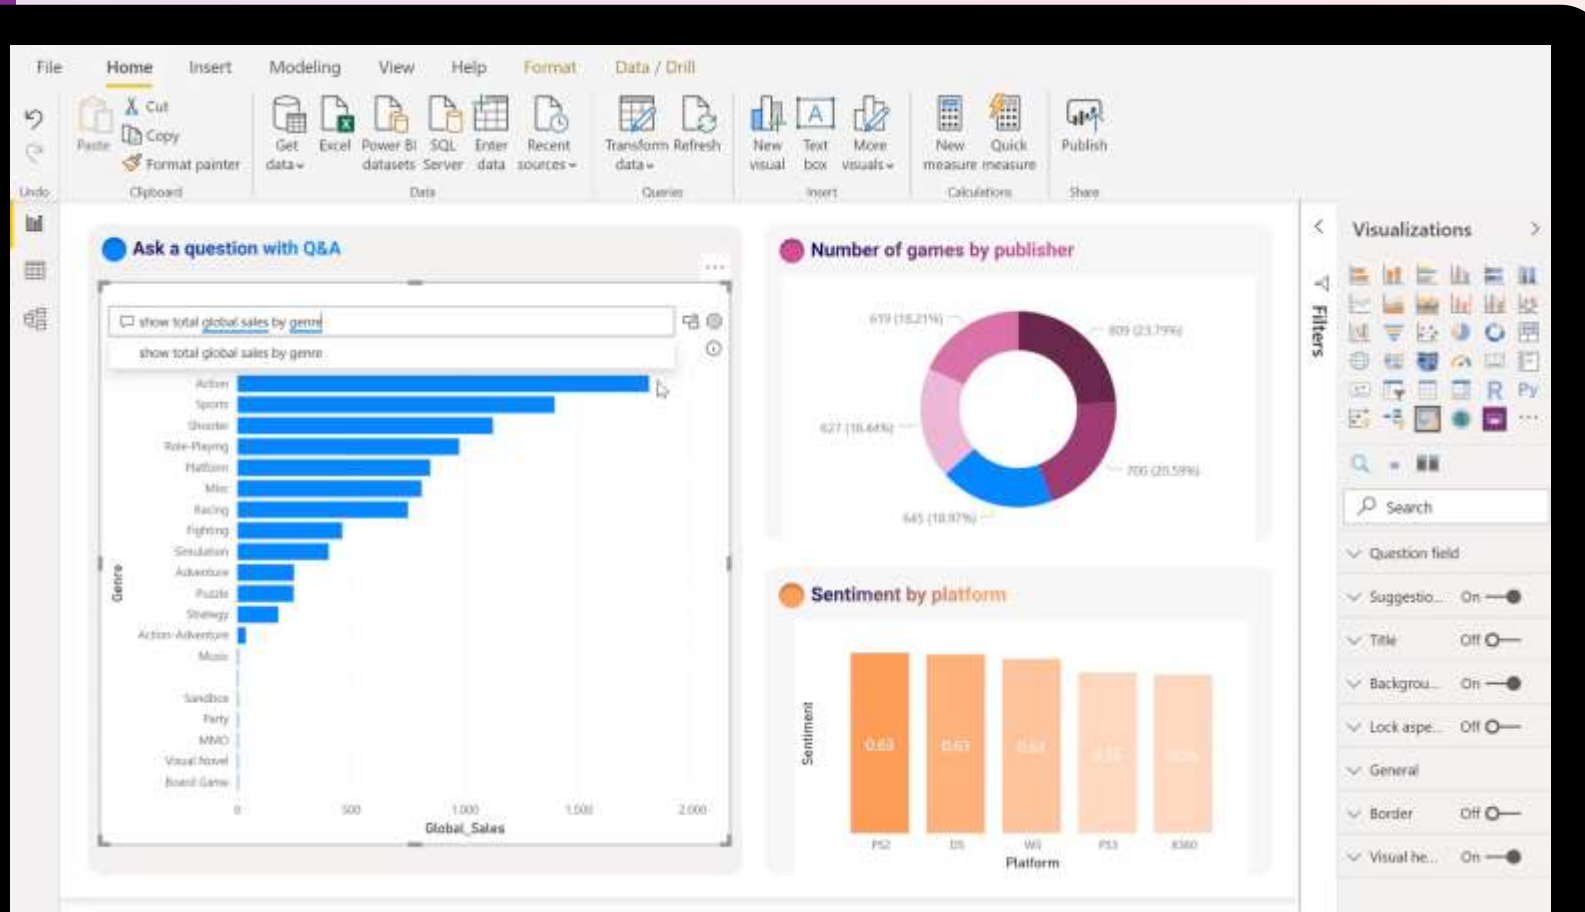 File Home Insert Modeling View Help Format Data / Drill
Cut
Copy
Paste
Format painter
Get data
Excel
Power BI datasets
SQL Server
Enter data
Recent sources
Transform data
Refresh
New visual
Text box
A
More visuals
New measure
Quick measure
Publish
Undo
Clipboard
Data
Queries
Insert
Calculations
Share
Ask a question with Q&A
show total global sales by genre
show total global sales by genre
Genre
Action
Sports
Shooter
Role-Playing
Platform
Misc
Racing
Fighting
Simulation
Adventure
Puzzle
Strategy
Action-Adventure
Music
Sandbox
Party
MMO
Visual Novel
Board Game
0 500 1,000 1,500 2,000
Global_Sales
Number of games by publisher
619 (18.21%)
809 (23.79%)
627 (18.44%)
700 (20.59%)
645 (18.97%)
Sentiment by platform
Sentiment
0.63 0.63 0.63
PS2 DS Wii PS3 X360
Platform
Filters
Visualizations
R Py
Search
Question field
Suggestio... On
Title Off
Backgrou... On
Lock aspe... Off
General
Border Off
Visual he... On